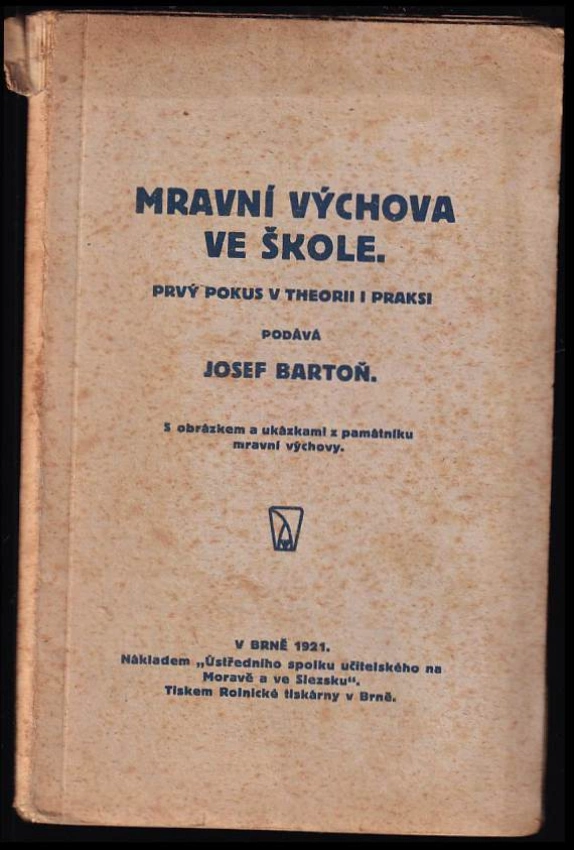 MRAVNÍ VÝCHOVA
VE ŠKOLE.
PRVÝ POKUS V THEORII I PRAKSI
PODÁVÁ
JOSEF BARTOŇ.
S obrázkem a ukázkami z památníku
mravní výchovy.
V BRNĚ 1921.
Nákladem „Ústředního spolku učitelského na
Moravě a ve Slezsku“.
Tiskem Rolnické tiskárny v Brně.